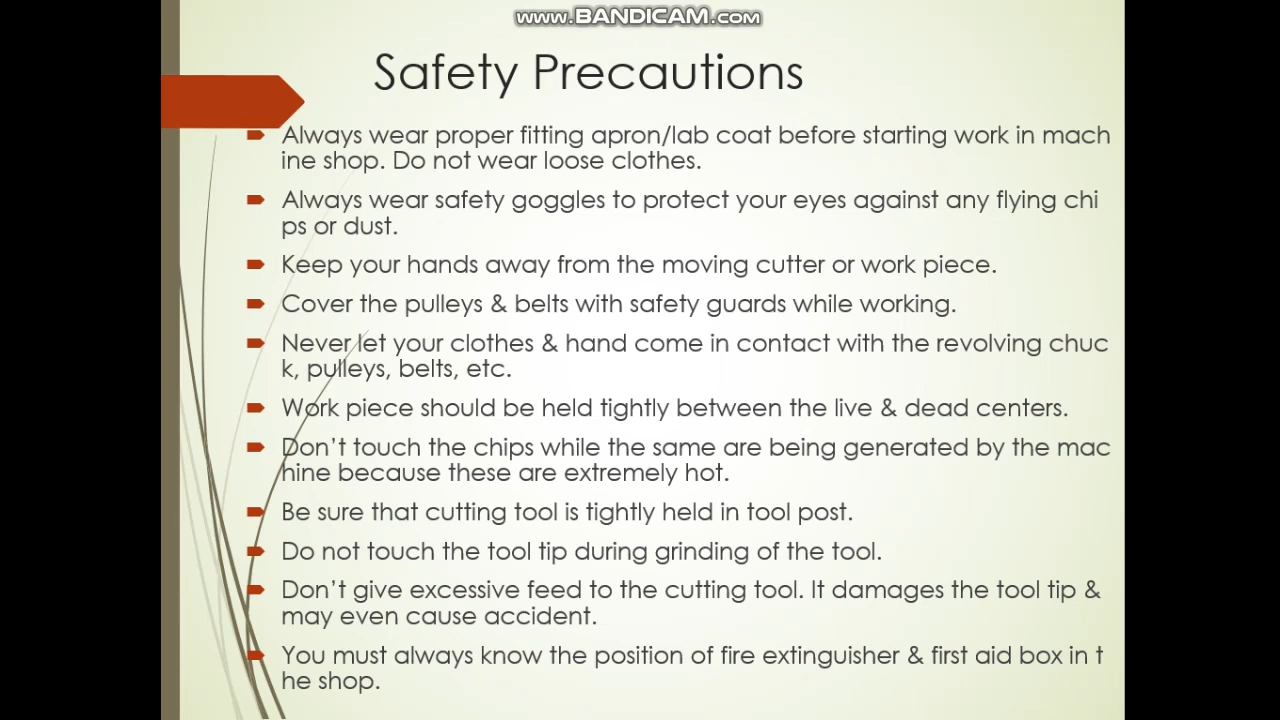 www.BANDICAM.com
Safety Precautions
Always wear proper fitting apron/lab coat before starting work in mach
ine shop. Do not wear loose clothes.
Always wear safety goggles to protect your eyes against any flying chi
ps or dust.
Keep your hands away from the moving cutter or work piece.
Cover the pulleys & belts with safety guards while working.
Never let your clothes & hand come in contact with the revolving chuc
k, pulleys, belts, etc.
Work piece should be held tightly between the live & dead centers.
Don’t touch the chips while the same are being generated by the mac
hine because these are extremely hot.
Be sure that cutting tool is tightly held in tool post.
Do not touch the tool tip during grinding of the tool.
Don’t give excessive feed to the cutting tool. It damages the tool tip &
may even cause accident.
You must always know the position of fire extinguisher & first aid box in t
he shop.